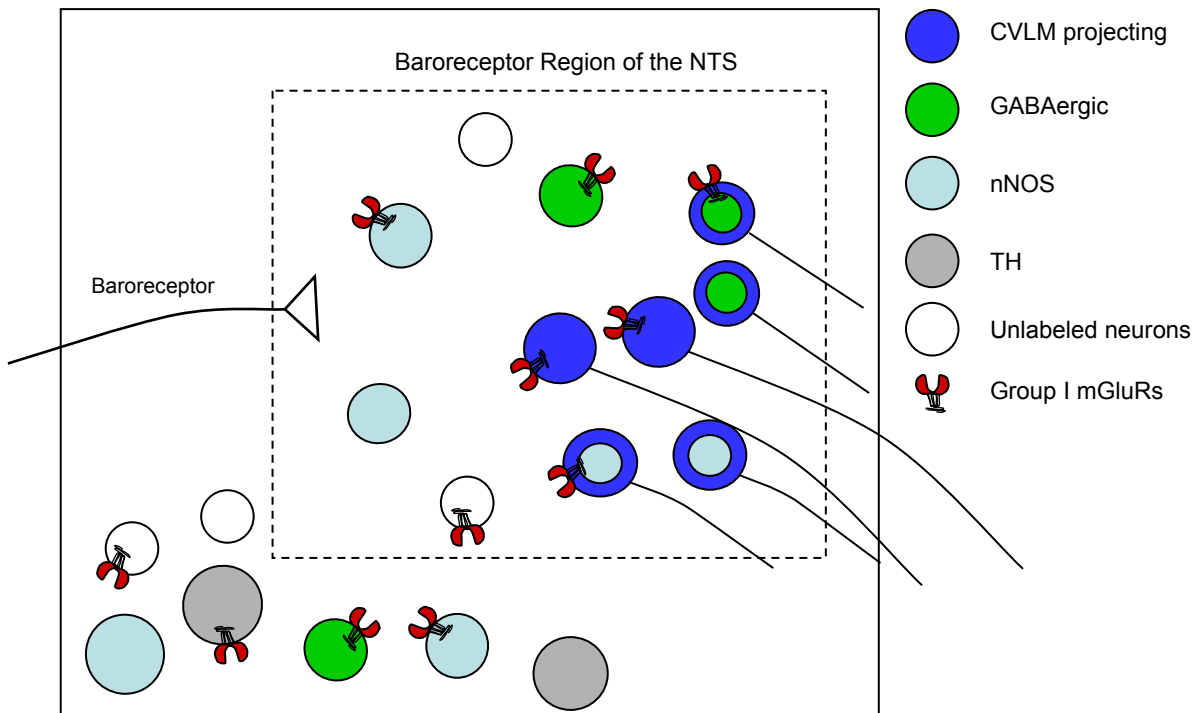 Baroreceptor Region of the NTS
Baroreceptor
CVLM projecting
GABAergic
nNOS
TH
Unlabeled neurons
Group I mGluRs